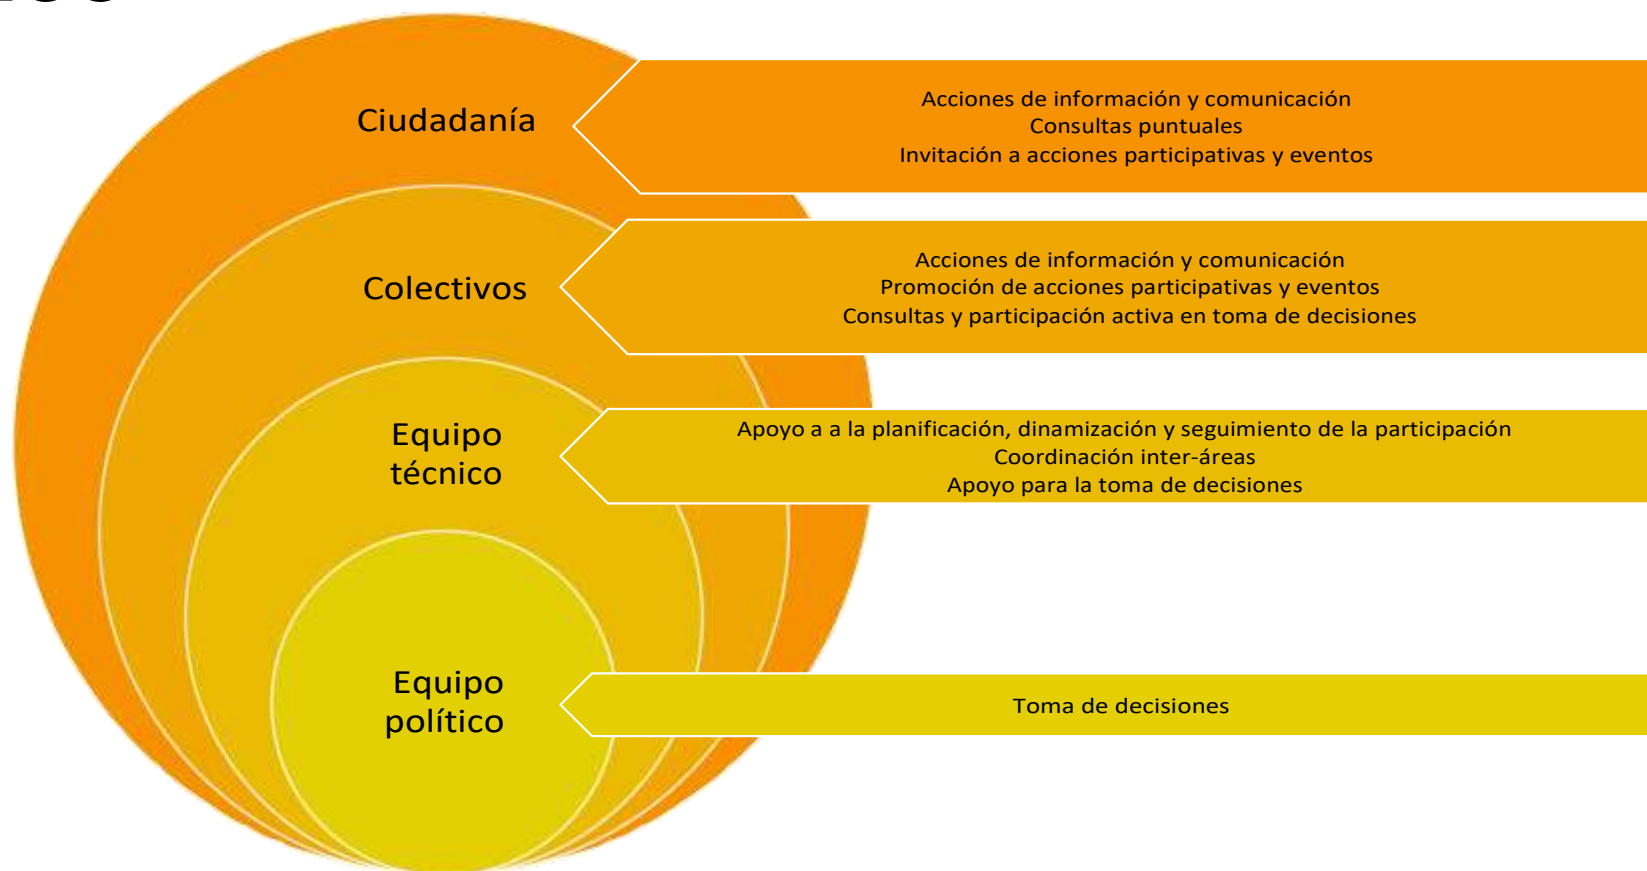 Ciudadanía
Acciones de información y comunicación
Consultas puntuales
Invitación a acciones participativas y eventos
Colectivos
Acciones de información y comunicación
Promoción de acciones participativas y eventos
Consultas y participación activa en toma de decisiones
Equipo
técnico
Apoyo a a la planificación, dinamización y seguimiento de la participación
Coordinación inter-áreas
Apoyo para la toma de decisiones
Equipo
político
Toma de decisiones